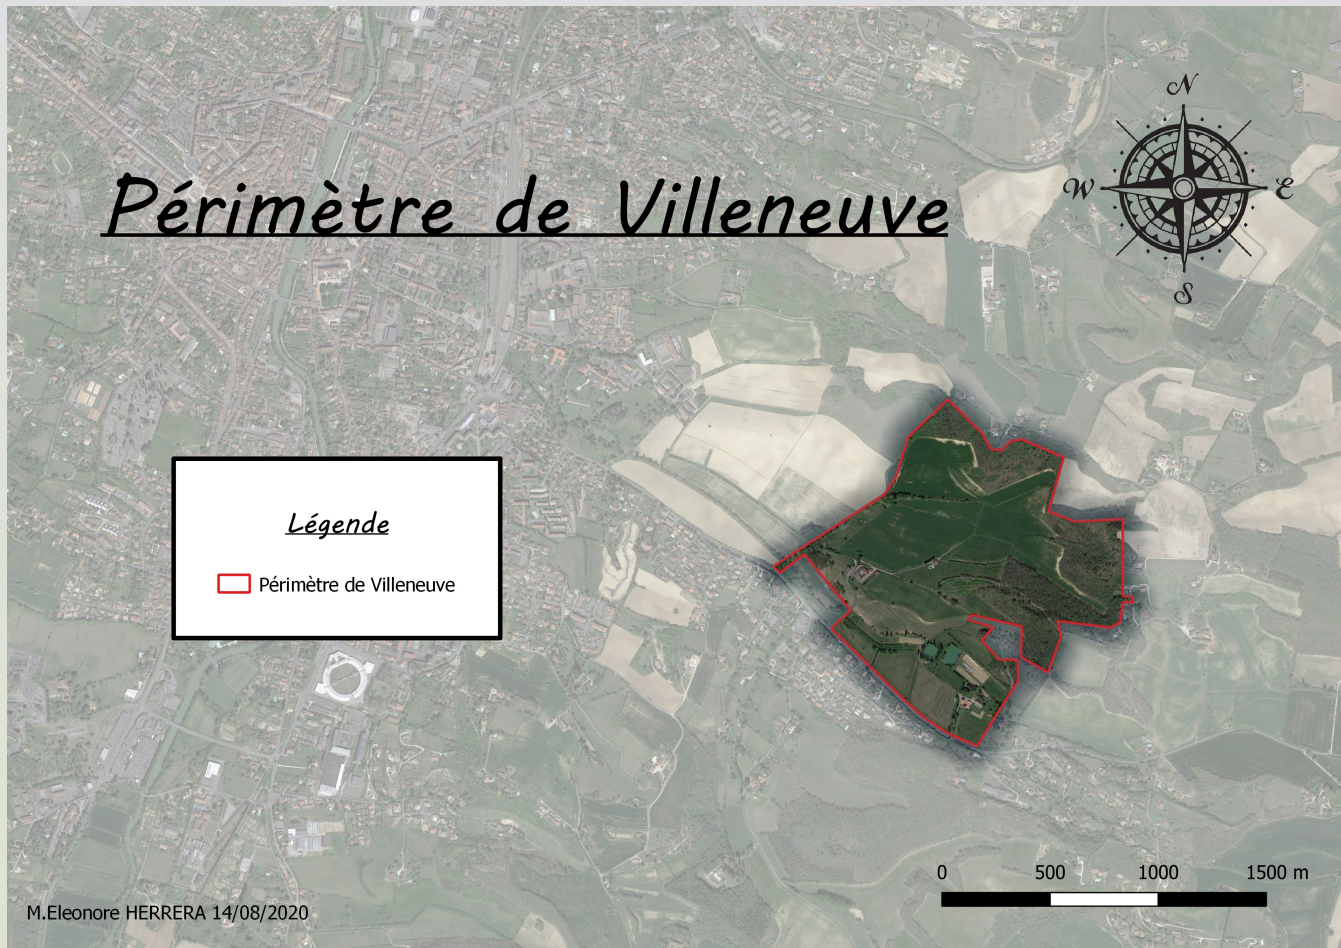 N
W
E
S
Périmètre de Villeneuve
Légende
Périmètre de Villeneuve
0 500 1000 1500 m
M.Eleonore HERRERA 14/08/2020